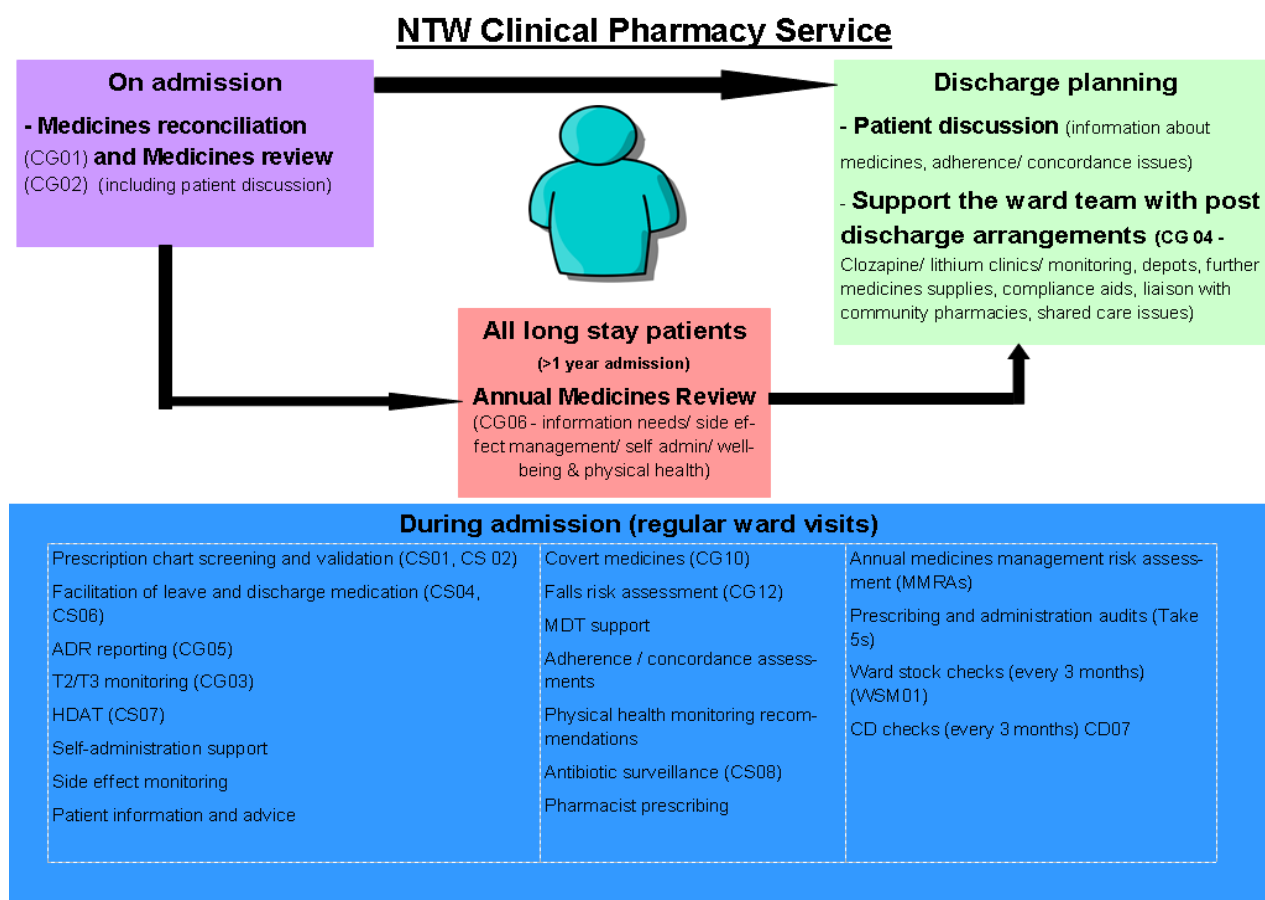 NTW Clinical Pharmacy Service
On admission
- Medicines reconciliation
(CG01) and Medicines review
(CG02) (including patient discussion)
Discharge planning
- Patient discussion (information about
medicines, adherence/ concordance issues)
- Support the ward team with post
discharge arrangements (CG 04 -
Clozapine/ lithium clinics/ monitoring, depots, further
medicines supplies, compliance aids, liaison with
community pharmacies, shared care issues)
All long stay patients
(>1 year admission)
Annual Medicines Review
(CG06 - information needs/ side ef-
fect management/ self admin/ well-
being & physical health)
During admission (regular ward visits)
Prescription chart screening and validation (CS01, CS 02)
Facilitation of leave and discharge medication (CS04,
CS06)
ADR reporting (CG05)
T2/T3 monitoring (CG03)
HDAT (CS07)
Self-administration support
Side effect monitoring
Patient information and advice
Covert medicines (CG10)
Falls risk assessment (CG12)
MDT support
Adherence / concordance assess-
ments
Physical health monitoring recom-
mendations
Antibiotic surveillance (CS08)
Pharmacist prescribing
Annual medicines management risk assess-
ment (MMRAs)
Prescribing and administration audits (Take
5s)
Ward stock checks (every 3 months)
(WSM01)
CD checks (every 3 months) CD07